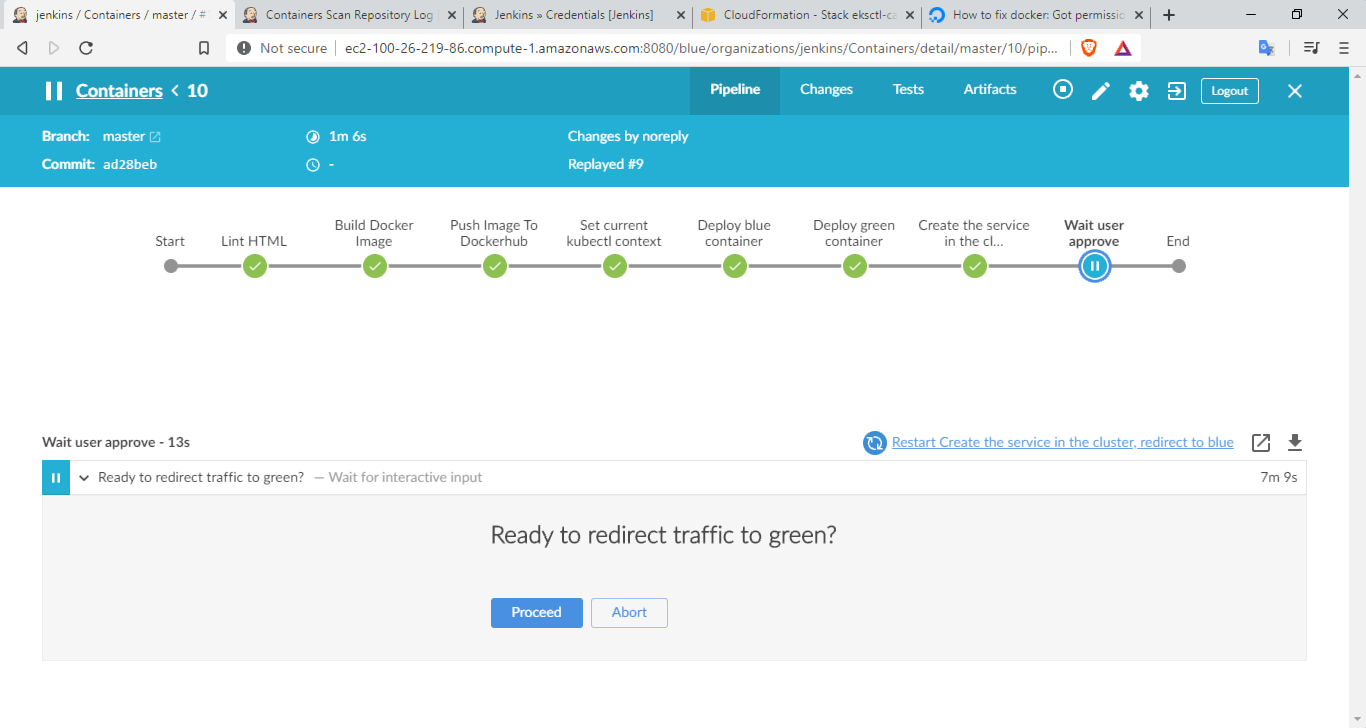 jenkins / Containers / master / #
Containers Scan Repository Log
Jenkins » Credentials [Jenkins]
CloudFormation - Stack eksctl-ca
How to fix docker: Got permissio
Not secure
ec2-100-26-219-86.compute-1.amazonaws.com:8080/blue/organizations/jenkins/Containers/detail/master/10/pip...
Containers < 10
Pipeline
Changes
Tests
Artifacts
Logout
Branch: master
1m 6s
Changes by noreply
Commit: ad28beb
-
Replayed #9
Start
Lint HTML
Build Docker
Image
Push Image To
Dockerhub
Set current
kubectl context
Deploy blue
container
Deploy green
container
Create the service
in the cl...
Wait user
approve
End
Wait user approve - 13s
Restart Create the service in the cluster, redirect to blue
Ready to redirect traffic to green? — Wait for interactive input
7m 9s
Ready to redirect traffic to green?
Proceed
Abort